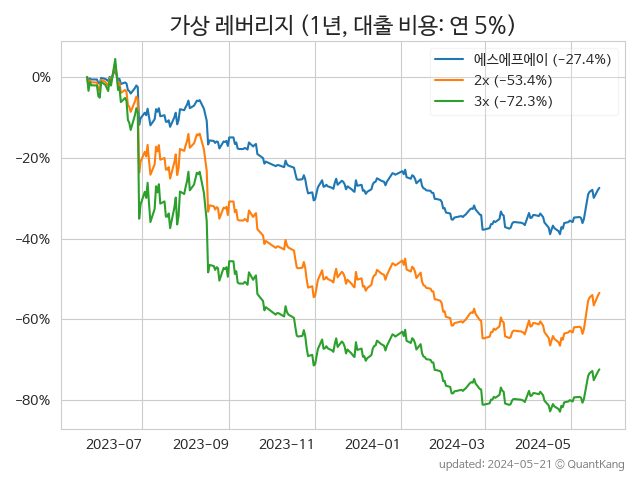 가상 레버리지 (1년, 대출 비용: 연 5%)
에스에프에이 (−27.4%)
2x (−53.4%)
3x (−72.3%)
0%
−20%
−40%
−60%
−80%
2023-07
2023-09
2023-11
2024-01
2024-03
2024-05
updated: 2024-05-21 © QuantKang